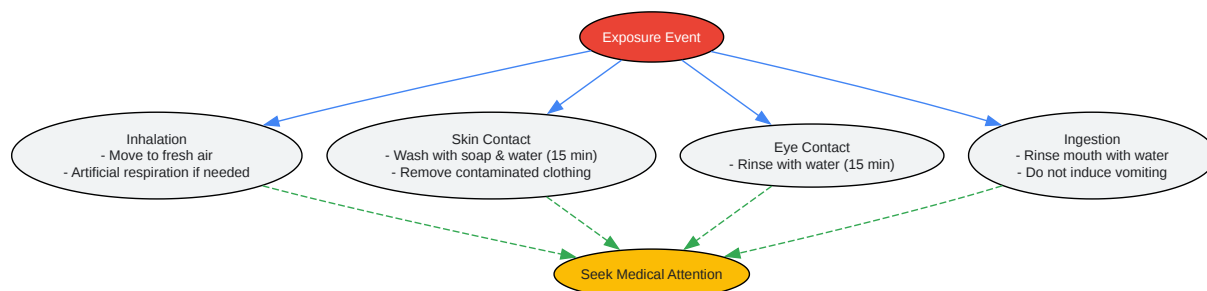 Exposure Event
Inhalation
- Move to fresh air
- Artificial respiration if needed
Skin Contact
- Wash with soap & water (15 min)
- Remove contaminated clothing
Eye Contact
- Rinse with water (15 min)
Ingestion
- Rinse mouth with water
- Do not induce vomiting
Seek Medical Attention